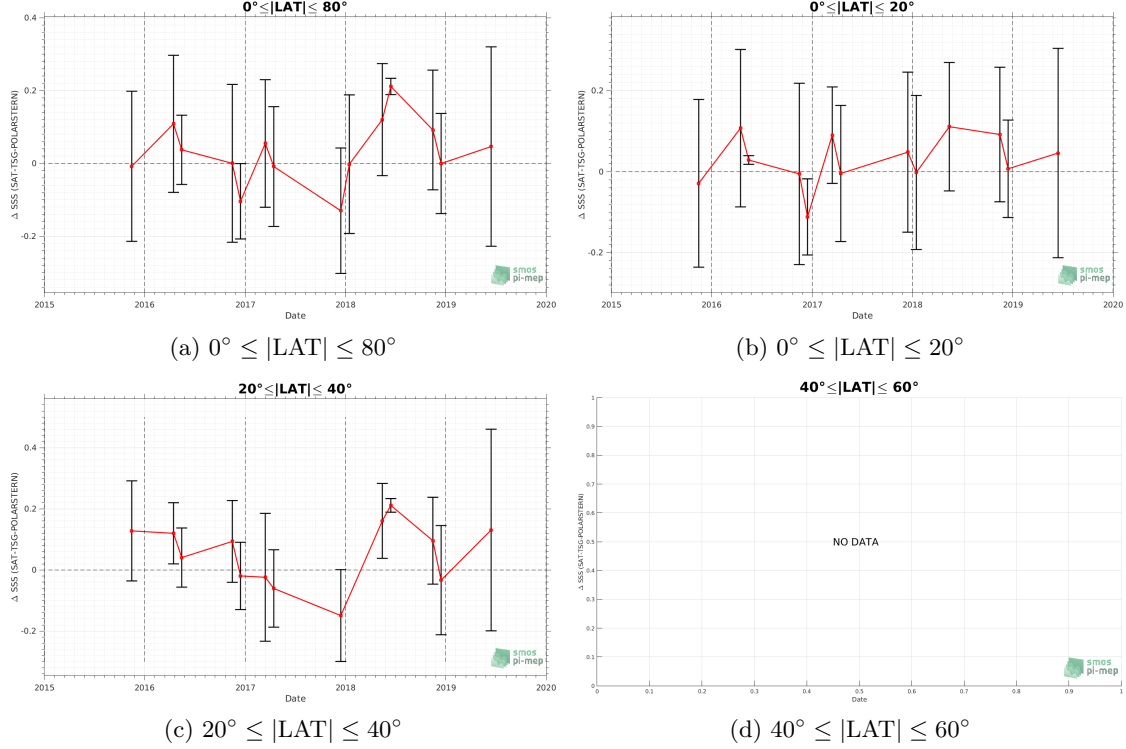 0°≤|LAT|≤ 80°
0.4
0.2
0
-0.2
Δ SSS (SAT-TSG-POLARSTERN)
2015 2016 2017 2018 2019 2020
Date
smos
pi-mep
(a) 0° ≤ |LAT| ≤ 80°
0°≤|LAT|≤ 20°
0.2
0
-0.2
Δ SSS (SAT-TSG-POLARSTERN)
2015 2016 2017 2018 2019 2020
Date
smos
pi-mep
(b) 0° ≤ |LAT| ≤ 20°
20°≤|LAT|≤ 40°
0.4
0.2
0
-0.2
Δ SSS (SAT-TSG-POLARSTERN)
2015 2016 2017 2018 2019 2020
Date
smos
pi-mep
(c) 20° ≤ |LAT| ≤ 40°
40°≤|LAT|≤ 60°
1
0.9
0.8
0.7
0.6
0.5
0.4
0.3
0.2
0.1
0
Δ SSS (SAT-TSG-POLARSTERN)
NO DATA
0 0.1 0.2 0.3 0.4 0.5 0.6 0.7 0.8 0.9 1
Date
smos
pi-mep
(d) 40° ≤ |LAT| ≤ 60°